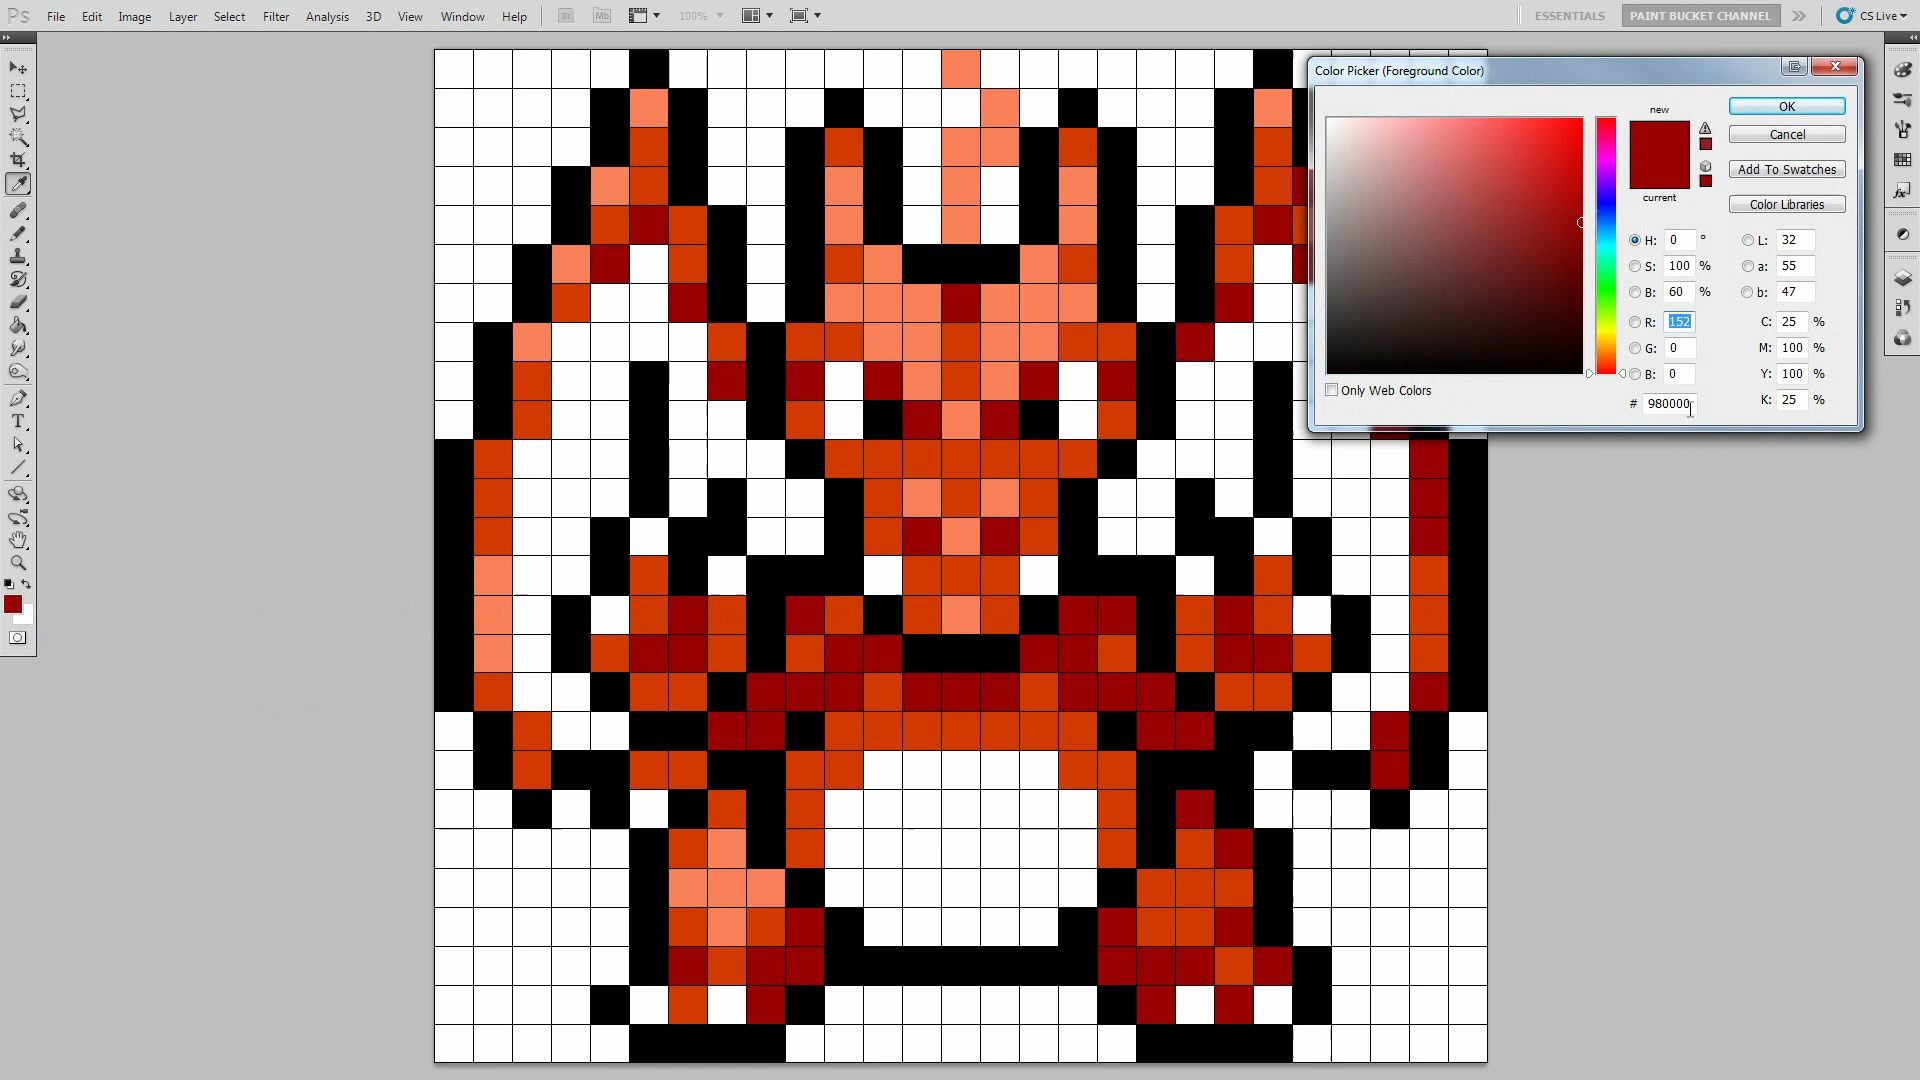 Ps File Edit Image Layer Select Filter Analysis 3D View Window Help Br Mb 100% ESSENTIALS PAINT BUCKET CHANNEL CS Live
Color Picker (Foreground Color)
new
current
OK
Cancel
Add To Swatches
Color Libraries
H: 0 °
S: 100 %
B: 60 %
R: 152
G: 0
B: 0
# 980000
L: 32
a: 55
b: 47
C: 25 %
M: 100 %
Y: 100 %
K: 25 %
Only Web Colors
T